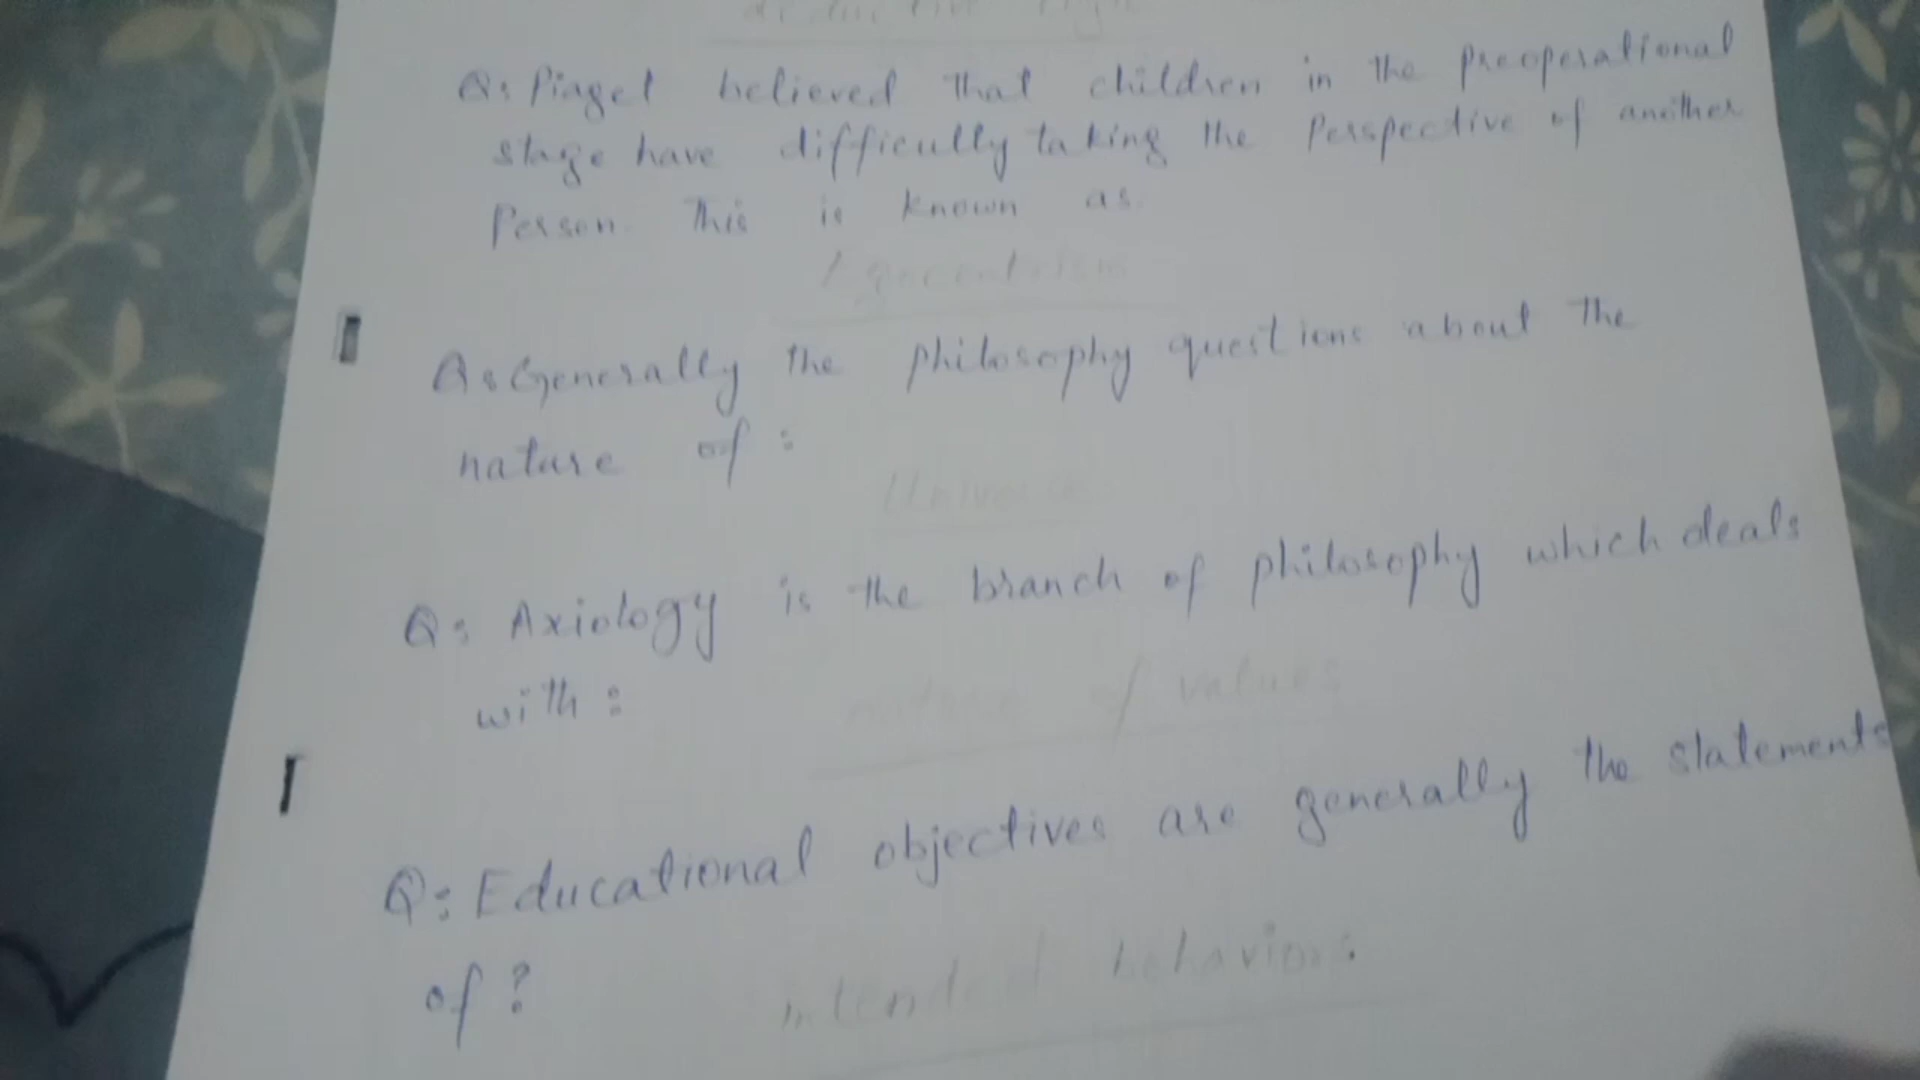 Q: Piaget believed that children in the preoperational
stage have difficulty taking the Perspective of another
Person. This is known as
Egocentrism
Q: Generally the philosophy questions about the
nature of :
Universe
Q: Axiology is the branch of philosophy which deals
with :
nature of values
Q: Educational objectives are generally the statements
of ?
intended behaviors.